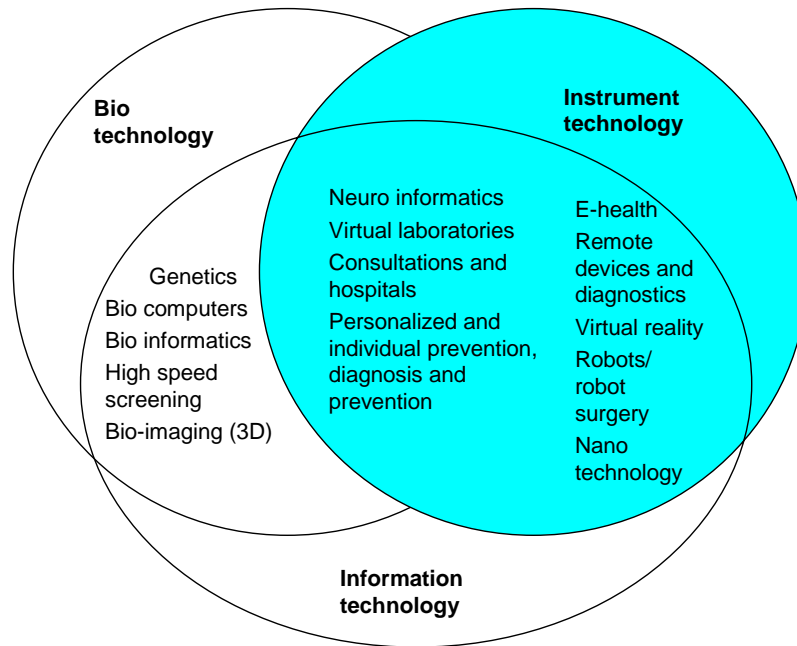 Bio
technology
Instrument
technology
Genetics
Bio computers
Bio informatics
High speed
screening
Bio-imaging (3D)
Neuro informatics
Virtual laboratories
Consultations and
hospitals
Personalized and
individual prevention,
diagnosis and
prevention
E-health
Remote
devices and
diagnostics
Virtual reality
Robots/
robot
surgery
Nano
technology
Information
technology